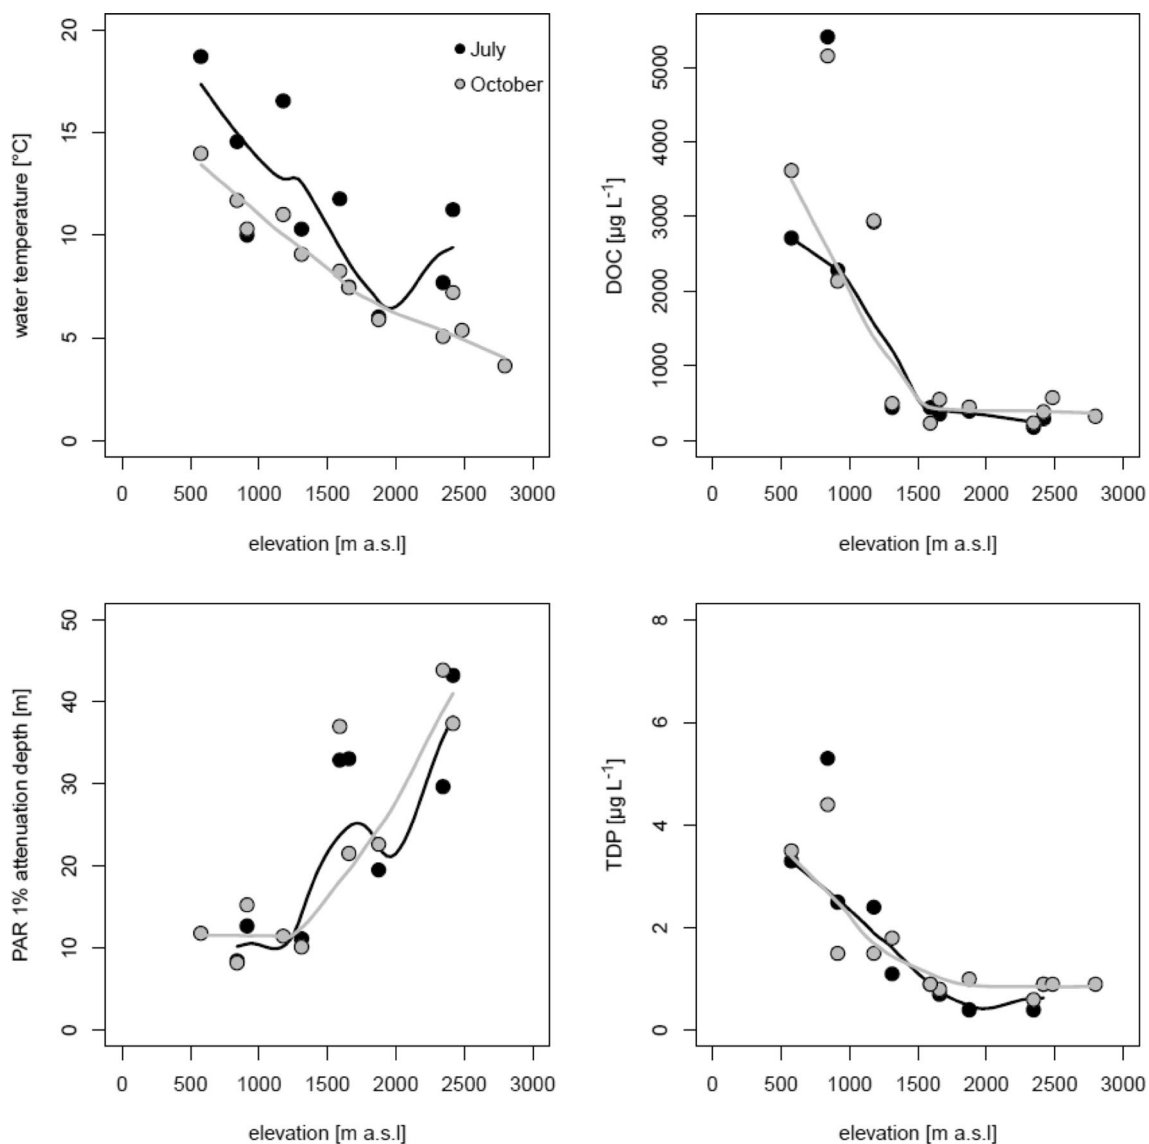 July
October
water temperature [°C]
0
5
10
15
20
0 500 1000 1500 2000 2500 3000
elevation [m a.s.l]
DOC [µg L⁻¹]
0
1000
2000
3000
4000
5000
0 500 1000 1500 2000 2500 3000
elevation [m a.s.l]
PAR 1% attenuation depth [m]
0
10
20
30
40
50
0 500 1000 1500 2000 2500 3000
elevation [m a.s.l]
TDP [µg L⁻¹]
0
2
4
6
8
0 500 1000 1500 2000 2500 3000
elevation [m a.s.l]